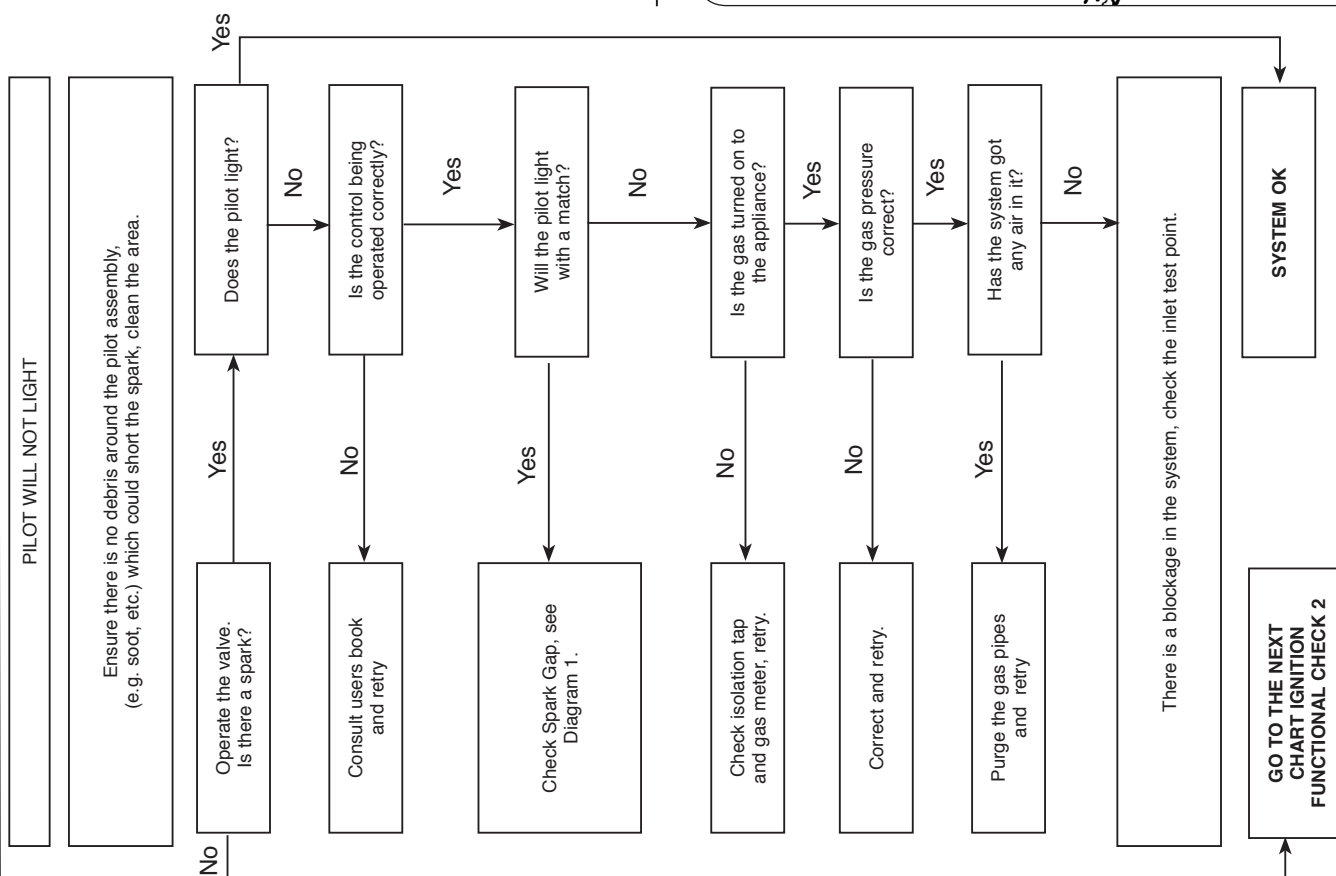 PILOT WILL NOT LIGHT
Ensure there is no debris around the pilot assembly,
(e.g. soot, etc.) which could short the spark, clean the area.
Operate the valve.
Is there a spark?
No
Yes
Does the pilot light?
Yes
No
Is the control being
operated correctly?
No
Consult users book
and retry
Yes
Will the pilot light
with a match?
Yes
Check Spark Gap, see
Diagram 1.
No
Is the gas turned on to
the appliance?
No
Check isolation tap
and gas meter, retry.
Yes
Is the gas pressure
correct?
No
Correct and retry.
Yes
Has the system got
any air in it?
Yes
Purge the gas pipes
and retry
No
There is a blockage in the system, check the inlet test point.
GO TO THE NEXT
CHART IGNITION
FUNCTIONAL CHECK 2
SYSTEM OK